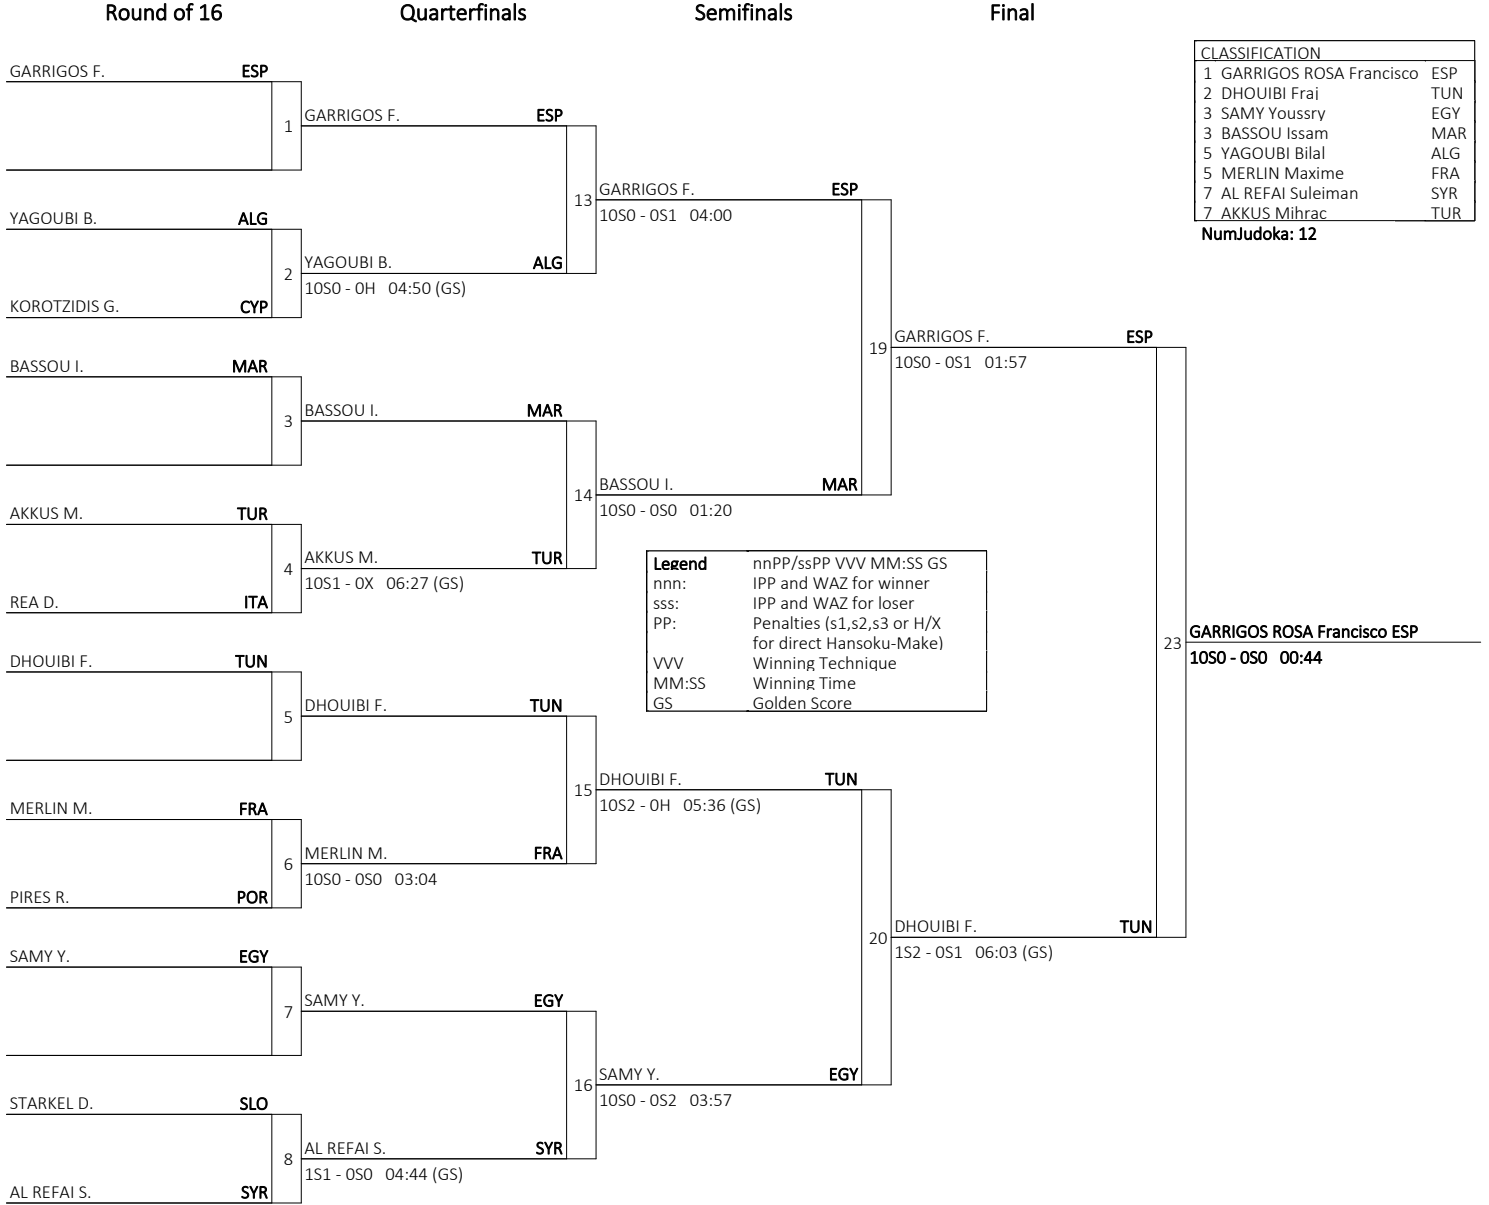 Round of 16
Quarterfinals
Semifinals
Final
GARRIGOS F. ESP
1
YAGOUBI B. ALG
2
KOROTZIDIS G. CYP
BASSOU I. MAR
3
AKKUS M. TUR
4
REA D. ITA
DHOUIBI F. TUN
5
MERLIN M. FRA
6
PIRES R. POR
SAMY Y. EGY
7
STARKEL D. SLO
8
AL REFAI S. SYR
GARRIGOS F. ESP
13
YAGOUBI B. ALG
10S0 - 0H 04:50 (GS)
BASSOU I. MAR
14
AKKUS M. TUR
10S1 - 0X 06:27 (GS)
DHOUIBI F. TUN
15
MERLIN M. FRA
10S0 - 0S0 03:04
SAMY Y. EGY
16
AL REFAI S. SYR
1S1 - 0S0 04:44 (GS)
GARRIGOS F. ESP
10S0 - 0S1 04:00
19
BASSOU I. MAR
10S0 - 0S0 01:20
DHOUIBI F. TUN
10S2 - 0H 05:36 (GS)
20
SAMY Y. EGY
10S0 - 0S2 03:57
GARRIGOS F. ESP
10S0 - 0S1 01:57
23
DHOUIBI F. TUN
1S2 - 0S1 06:03 (GS)
GARRIGOS ROSA Francisco ESP
10S0 - 0S0 00:44
Legend nnPP/ssPP VVV MM:SS GS
nnn: IPP and WAZ for winner
sss: IPP and WAZ for loser
PP: Penalties (s1,s2,s3 or H/X
for direct Hansoku-Make)
VVV Winning Technique
MM:SS Winning Time
GS Golden Score
CLASSIFICATION
1 GARRIGOS ROSA Francisco ESP
2 DHOUIBI Fraj TUN
3 SAMY Youssry EGY
3 BASSOU Issam MAR
5 YAGOUBI Bilal ALG
5 MERLIN Maxime FRA
7 AL REFAI Suleiman SYR
7 AKKUS Mihrac TUR
NumJudoka: 12